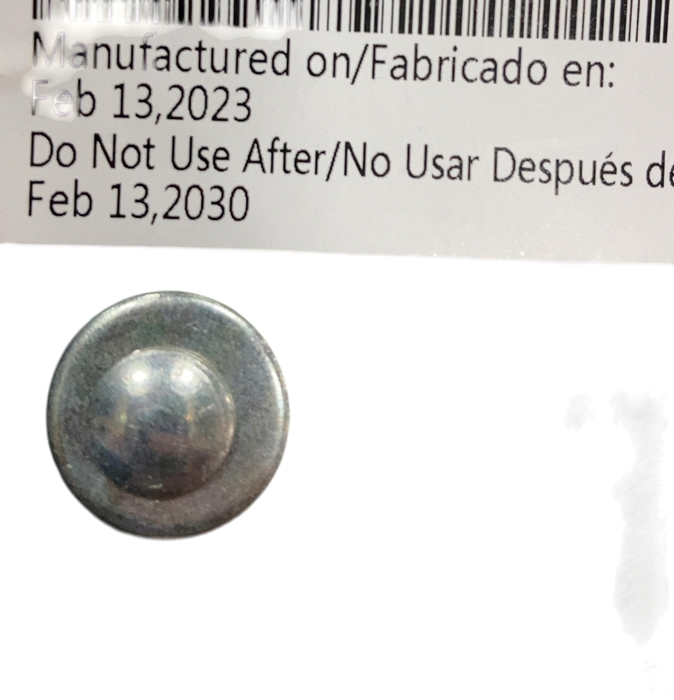 Manufactured on/Fabricado en:
Feb 13,2023
Do Not Use After/No Usar Después de
Feb 13,2030